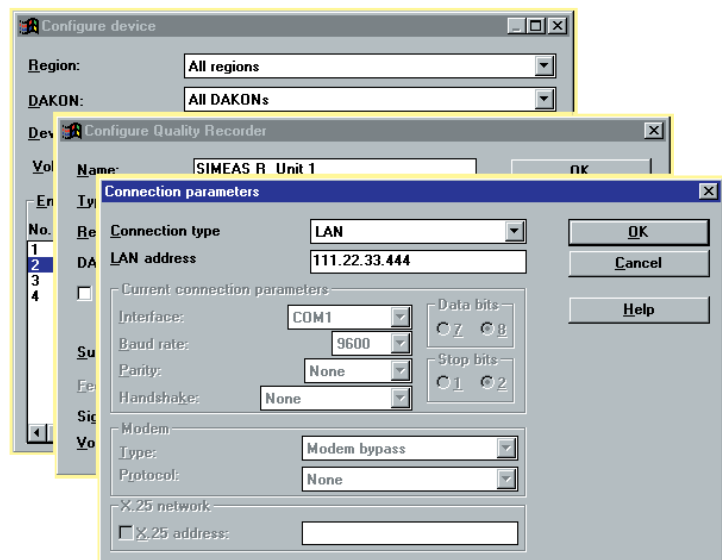 Configure device
Region: All regions
DAKON: All DAKONs
Configure Quality Recorder
Name: SIMEAS R Unit 1 OK
Connection parameters
No.
1
2
3
4
DA
Connection type LAN OK
LAN address 111.22.33.444 Cancel
Help
Current connection parameters
Interface: COM1
Baud rate: 9600
Parity: None
Handshake: None
Data bits
7 8
Stop bits
1 2
Modem
Type: Modem bypass
Protocol: None
X.25 network
X.25 address: